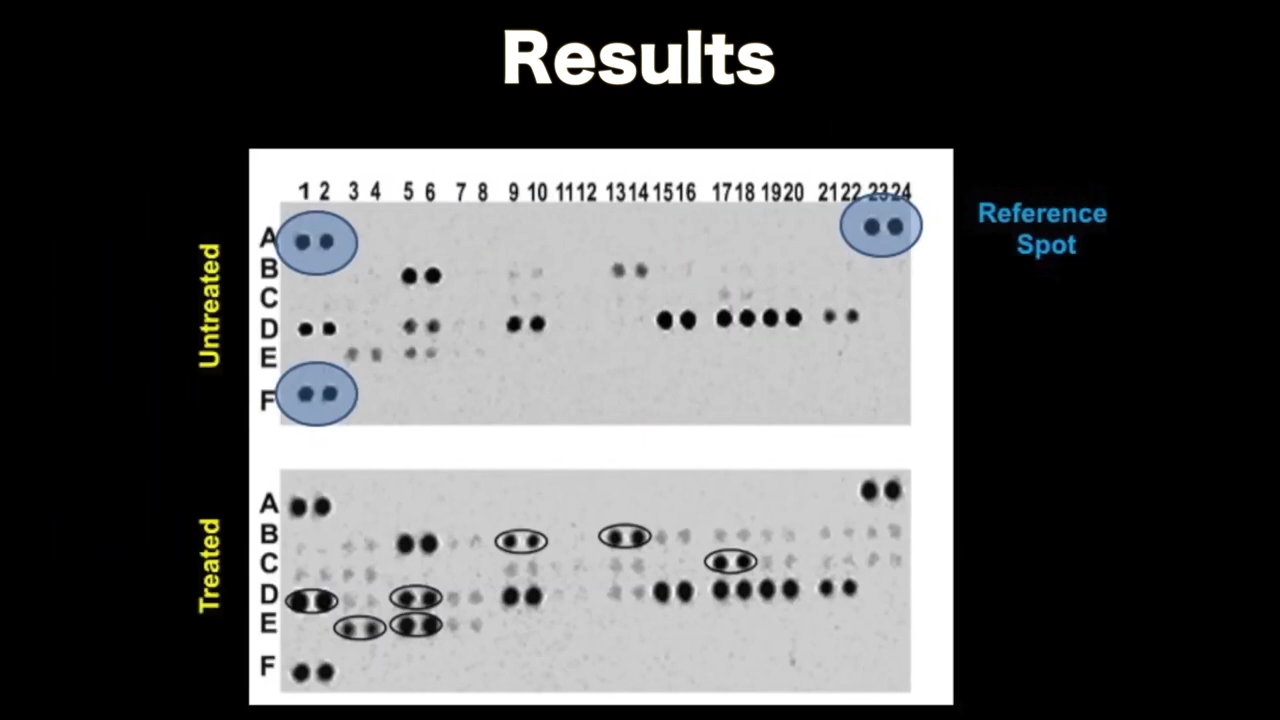 Results
1 2 3 4 5 6 7 8 9 10 11 12 13 14 15 16 17 18 19 20 21 22 23 24
Reference
Spot
Untreated
A
B
C
D
E
F
Treated
A
B
C
D
E
F